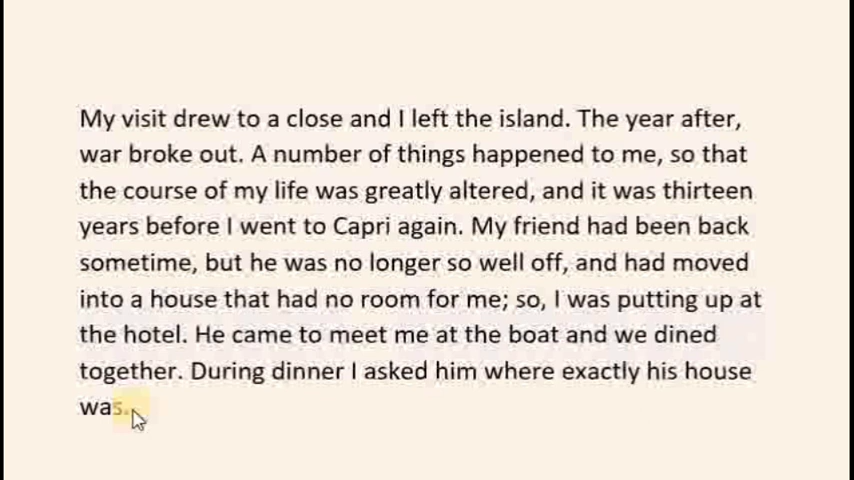 My visit drew to a close and I left the island. The year after,
war broke out. A number of things happened to me, so that
the course of my life was greatly altered, and it was thirteen
years before I went to Capri again. My friend had been back
sometime, but he was no longer so well off, and had moved
into a house that had no room for me; so, I was putting up at
the hotel. He came to meet me at the boat and we dined
together. During dinner I asked him where exactly his house
was.